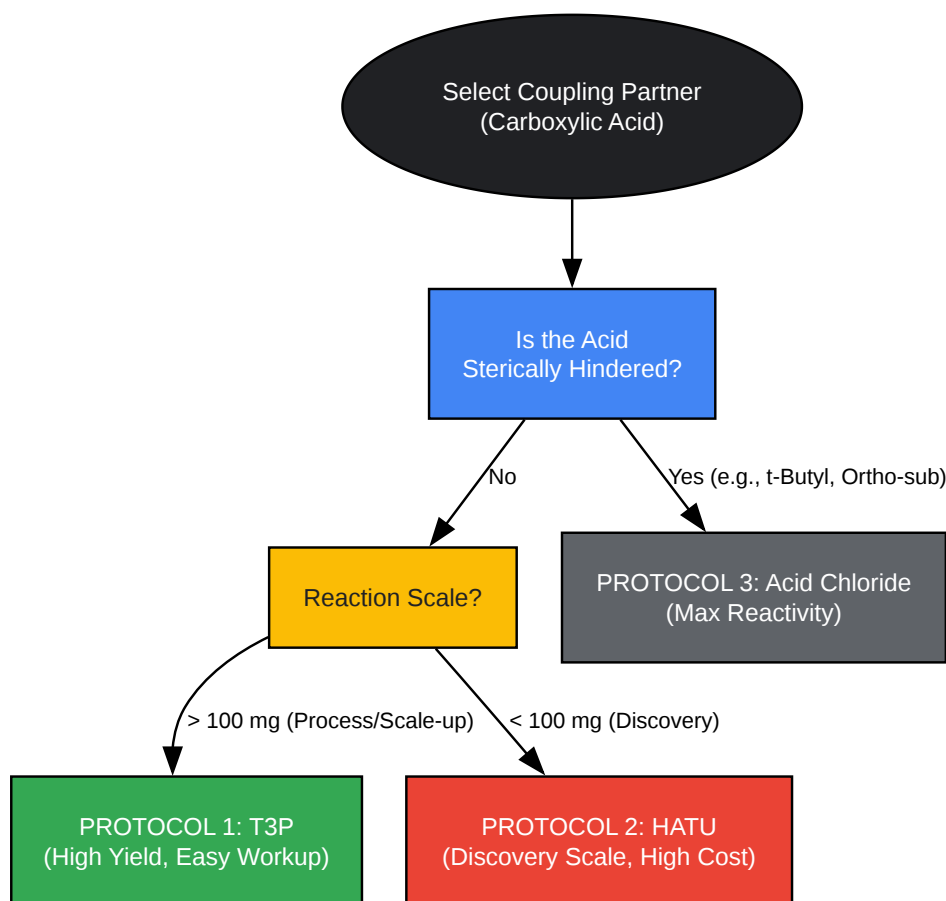 Select Coupling Partner
(Carboxylic Acid)
Is the Acid
Sterically Hindered?
No
Yes (e.g., t-Butyl, Ortho-sub)
Reaction Scale?
PROTOCOL 3: Acid Chloride
(Max Reactivity)
> 100 mg (Process/Scale-up)
< 100 mg (Discovery)
PROTOCOL 1: T3P
(High Yield, Easy Workup)
PROTOCOL 2: HATU
(Discovery Scale, High Cost)